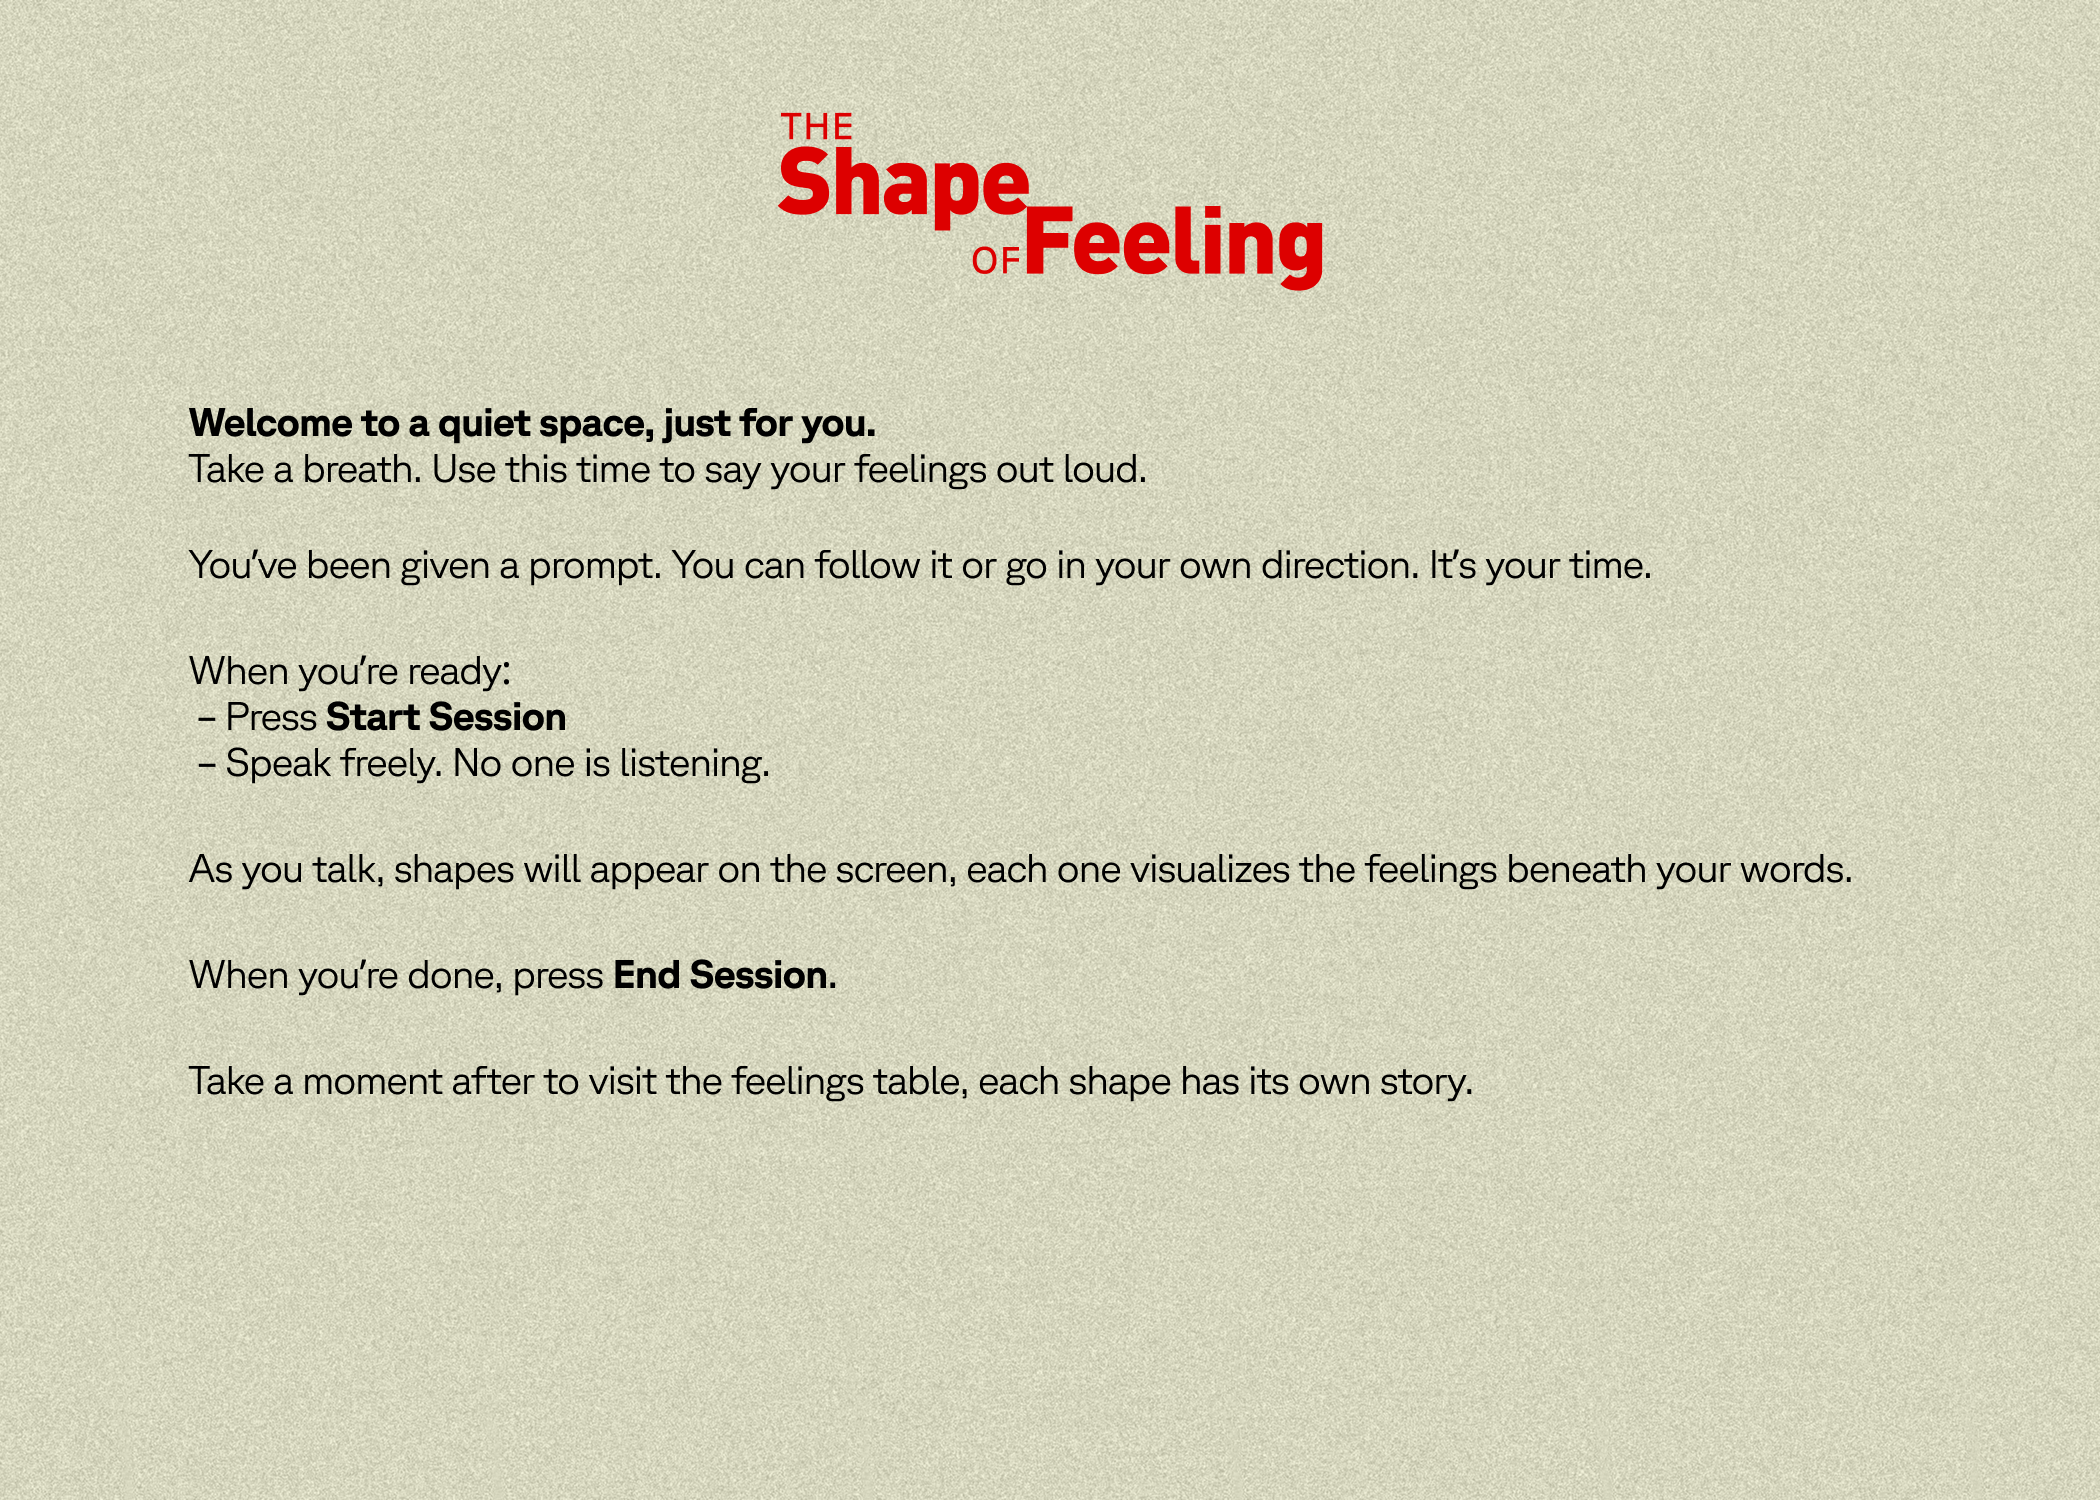 THE
Shape
OF Feeling
Welcome to a quiet space, just for you.
Take a breath. Use this time to say your feelings out loud.
You’ve been given a prompt. You can follow it or go in your own direction. It’s your time.
When you’re ready:
– Press Start Session
– Speak freely. No one is listening.
As you talk, shapes will appear on the screen, each one visualizes the feelings beneath your words.
When you’re done, press End Session.
Take a moment after to visit the feelings table, each shape has its own story.